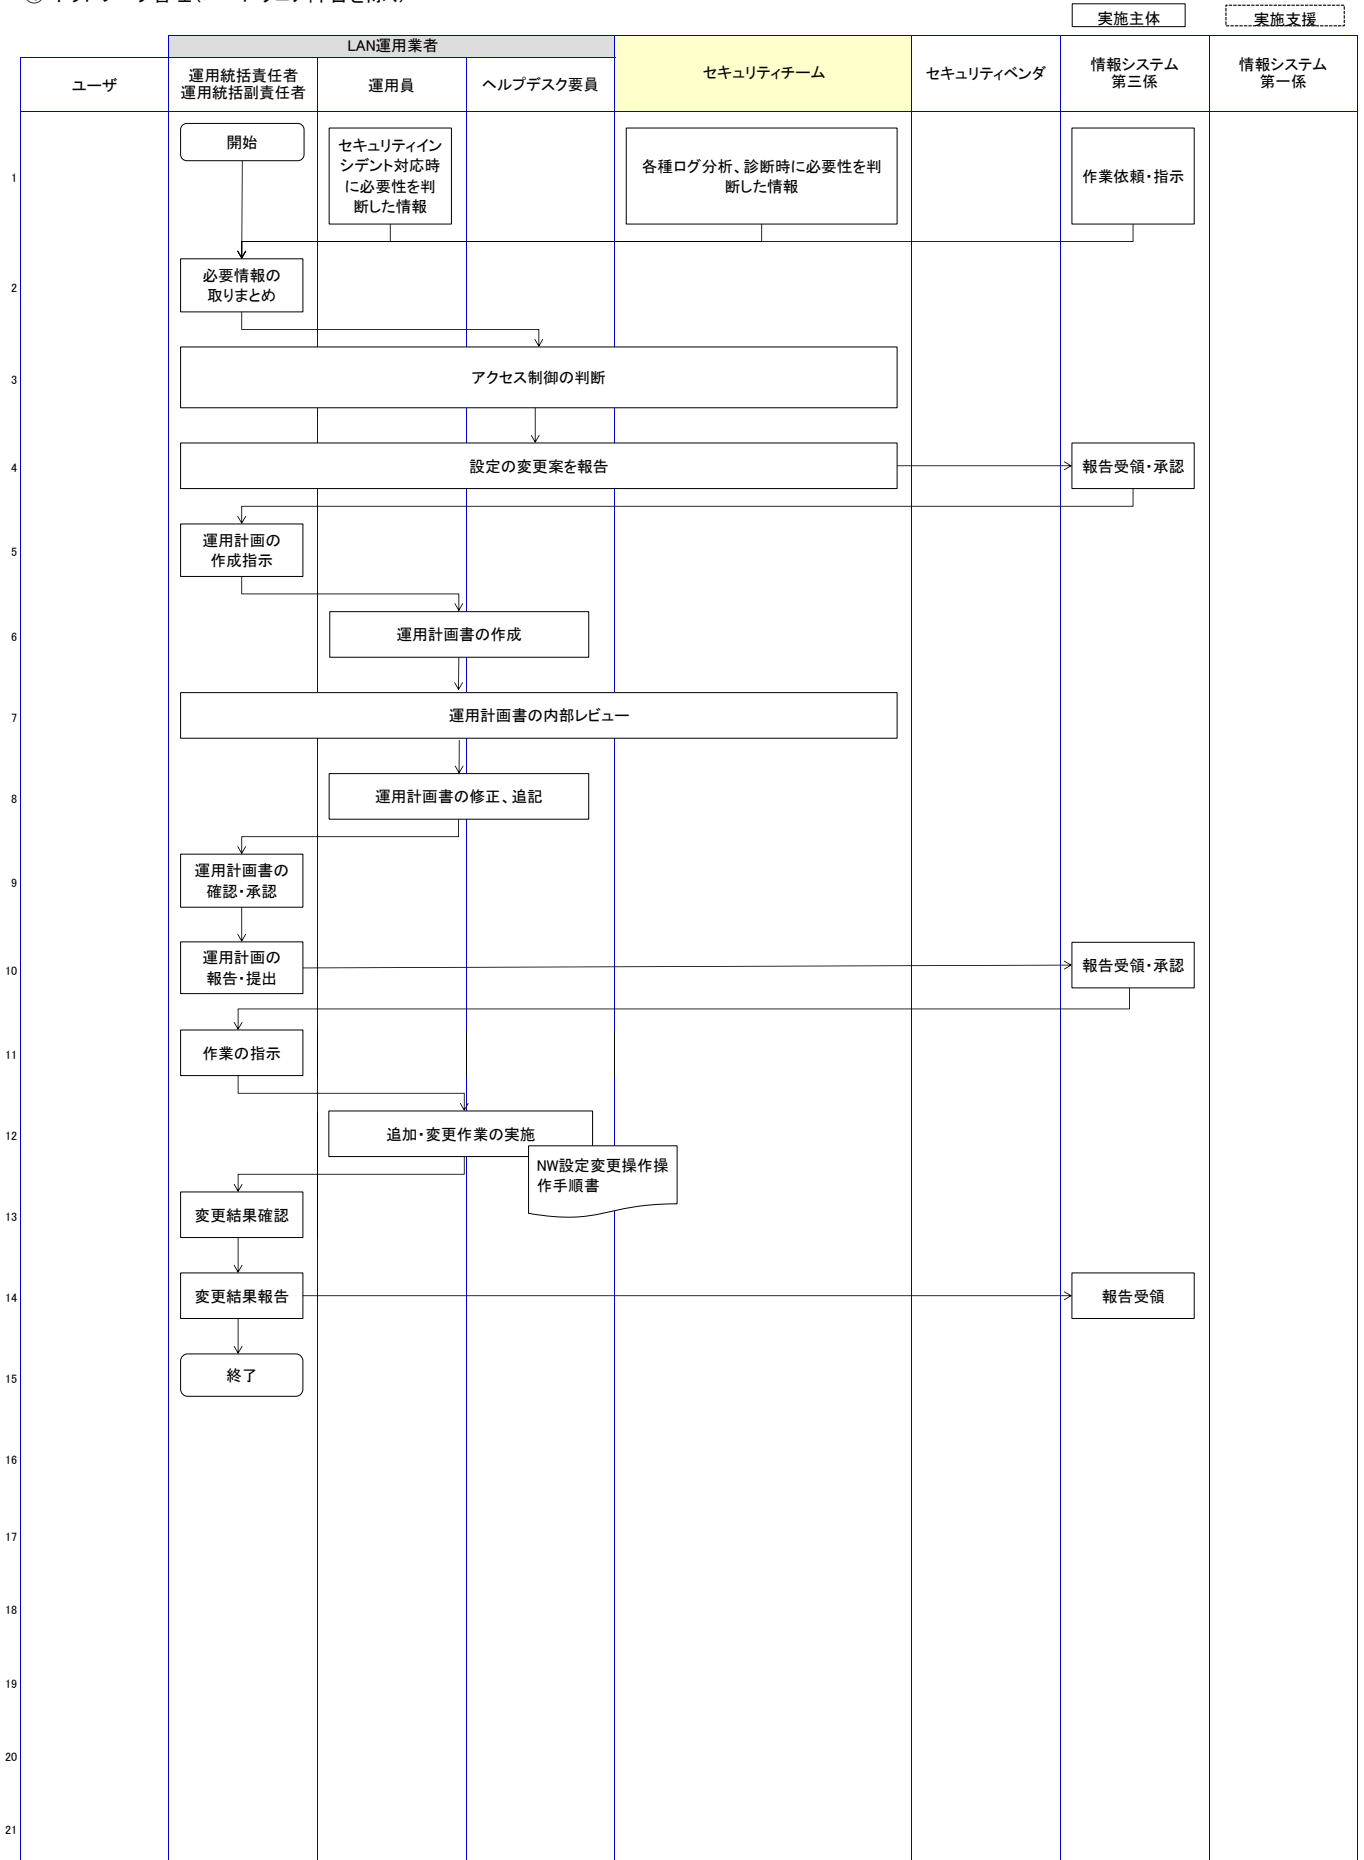 実施主体
実施支援
LAN運用業者
ユーザ
運用統括責任者
運用統括副責任者
運用員
ヘルプデスク要員
セキュリティチーム
セキュリティベンダ
情報システム
第三係
情報システム
第一係
開始
セキュリティイン
シデント対応時
に必要性を判
断した情報
各種ログ分析、診断時に必要性を判
断した情報
作業依頼・指示
1
必要情報の
取りまとめ
2
アクセス制御の判断
3
設定の変更案を報告
報告受領・承認
4
運用計画の
作成指示
5
運用計画書の作成
6
運用計画書の内部レビュー
7
運用計画書の修正、追記
8
運用計画書の
確認・承認
9
運用計画の
報告・提出
報告受領・承認
10
作業の指示
11
追加・変更作業の実施
12
NW設定変更操作操
作手順書
変更結果確認
13
変更結果報告
報告受領
14
終了
15
16
17
18
19
20
21